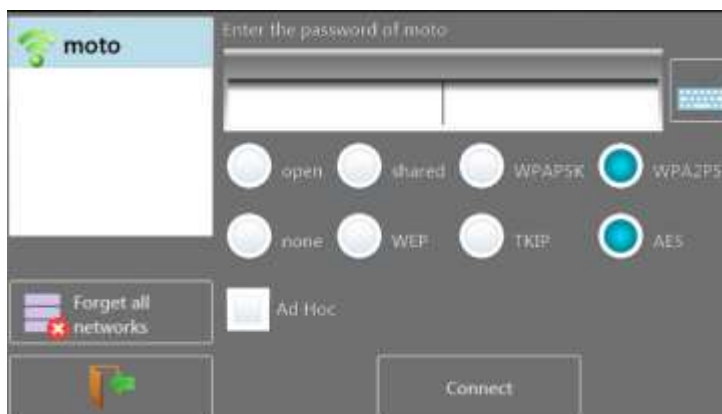 moto
Enter the password of moto
open shared WPAPSK WPA2PS
none WEP TKIP AES
Forget all
networks
Ad Hoc
Connect